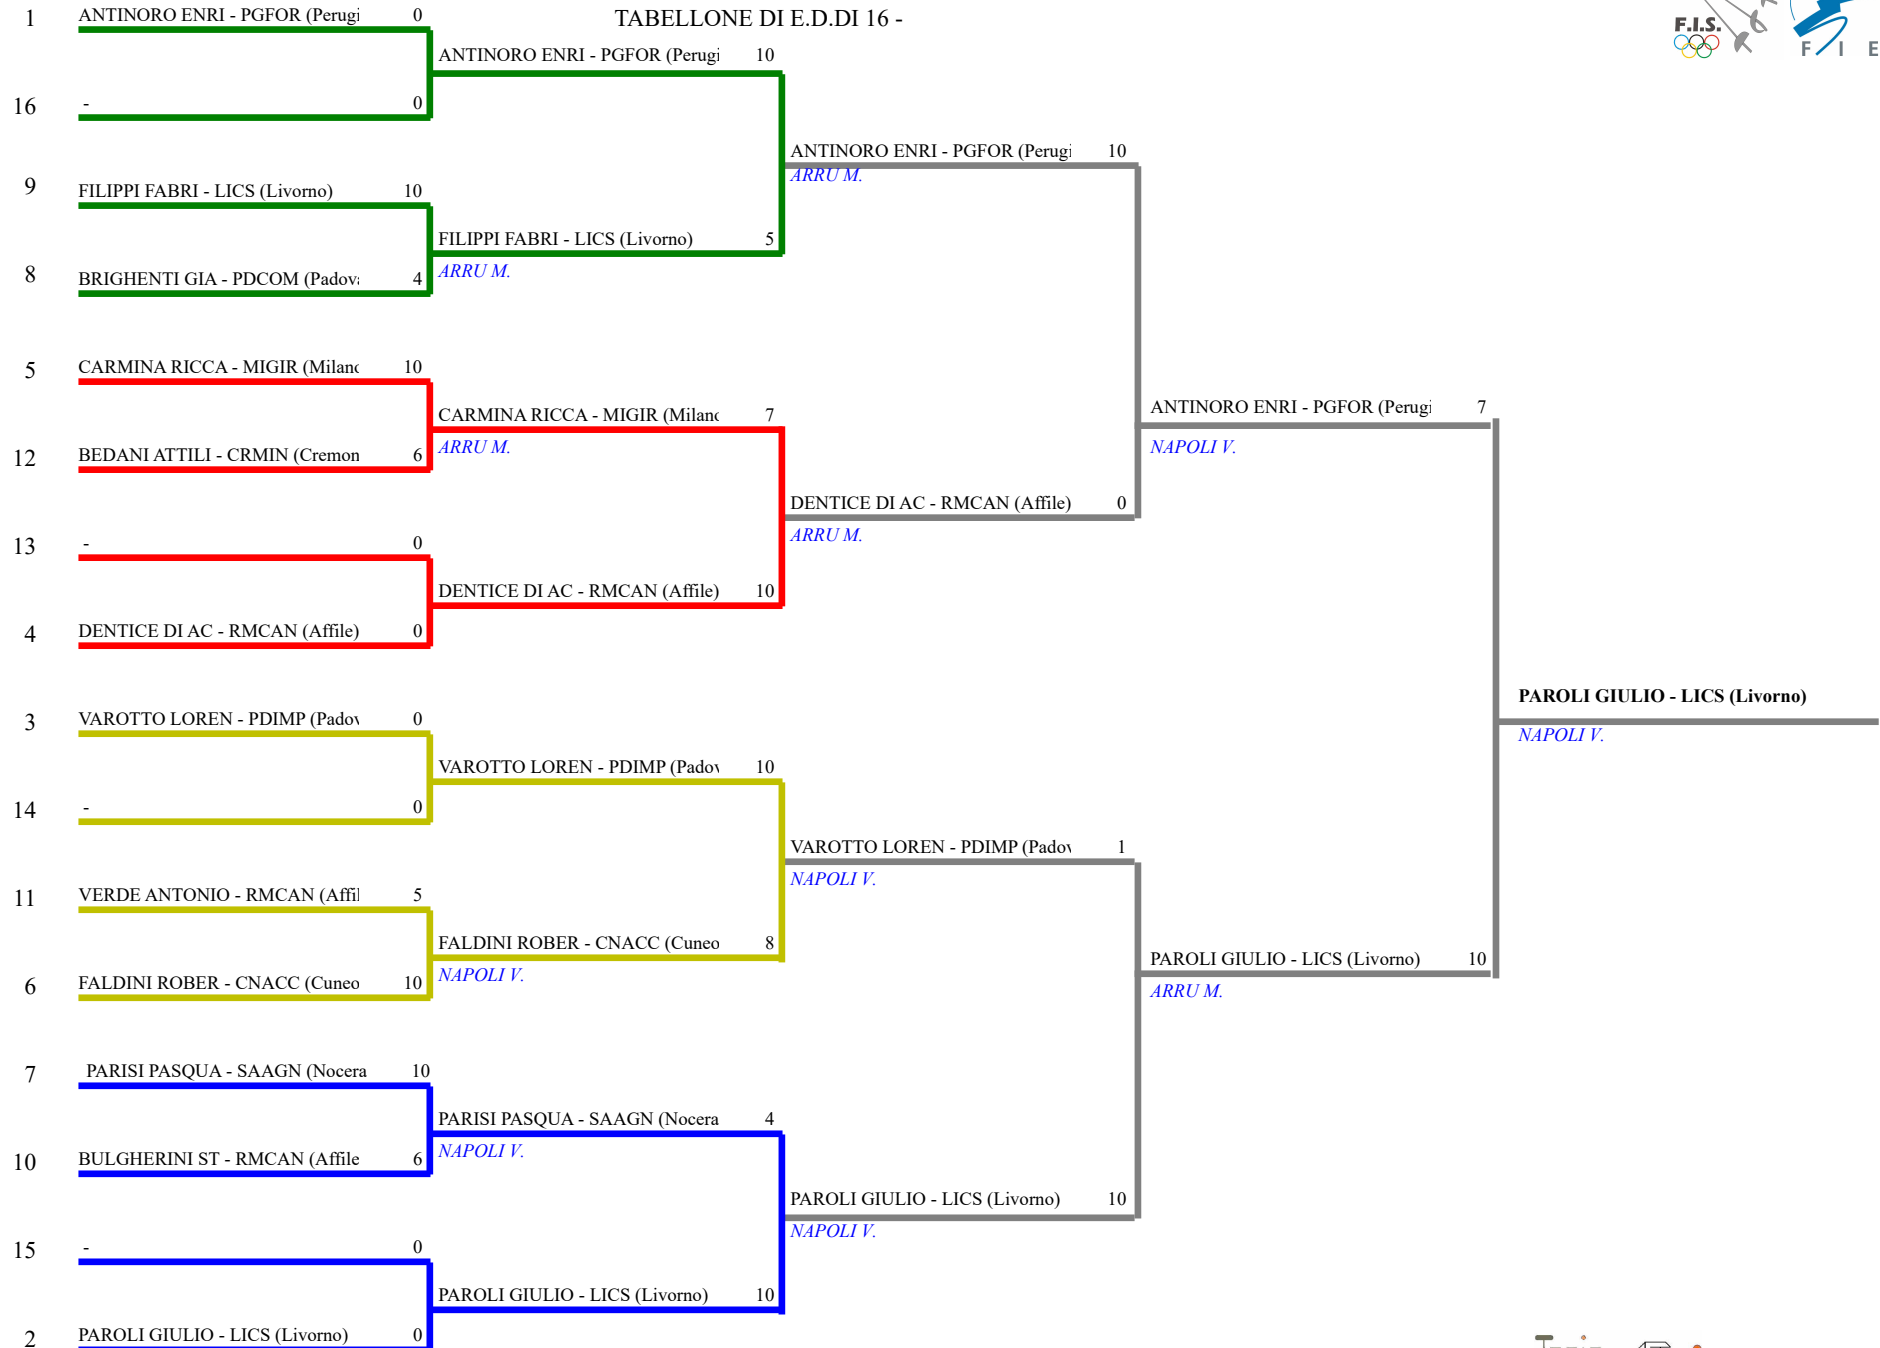 TABELLONE DI E.D.DI 16 -
F.I.S.
F I E
1 ANTINORO ENRI - PGFOR (Perugi 0
ANTINORO ENRI - PGFOR (Perugi 10
16 - 0
ANTINORO ENRI - PGFOR (Perugi 10
ARRU M.
9 FILIPPI FABRI - LICS (Livorno) 10
FILIPPI FABRI - LICS (Livorno) 5
ARRU M.
8 BRIGHENTI GIA - PDCOM (Padova 4
5 CARMINA RICCA - MIGIR (Milano 10
CARMINA RICCA - MIGIR (Milano 7
ARRU M.
ANTINORO ENRI - PGFOR (Perugi 7
NAPOLI V.
12 BEDANI ATTILI - CRMIN (Cremon 6
DENTICE DI AC - RMCAN (Affile) 0
ARRU M.
13 - 0
DENTICE DI AC - RMCAN (Affile) 10
4 DENTICE DI AC - RMCAN (Affile) 0
PAROLI GIULIO - LICS (Livorno)
NAPOLI V.
3 VAROTTO LOREN - PDIMP (Padov 0
VAROTTO LOREN - PDIMP (Padov 10
14 - 0
VAROTTO LOREN - PDIMP (Padov 1
NAPOLI V.
11 VERDE ANTONIO - RMCAN (Affil 5
FALDINI ROBER - CNACC (Cuneo 8
NAPOLI V.
PAROLI GIULIO - LICS (Livorno) 10
ARRU M.
6 FALDINI ROBER - CNACC (Cuneo 10
7 PARISI PASQUA - SAAGN (Nocera 10
PARISI PASQUA - SAAGN (Nocera 4
NAPOLI V.
10 BULGHERINI ST - RMCAN (Affile 6
PAROLI GIULIO - LICS (Livorno) 10
NAPOLI V.
15 - 0
PAROLI GIULIO - LICS (Livorno) 10
2 PAROLI GIULIO - LICS (Livorno) 0